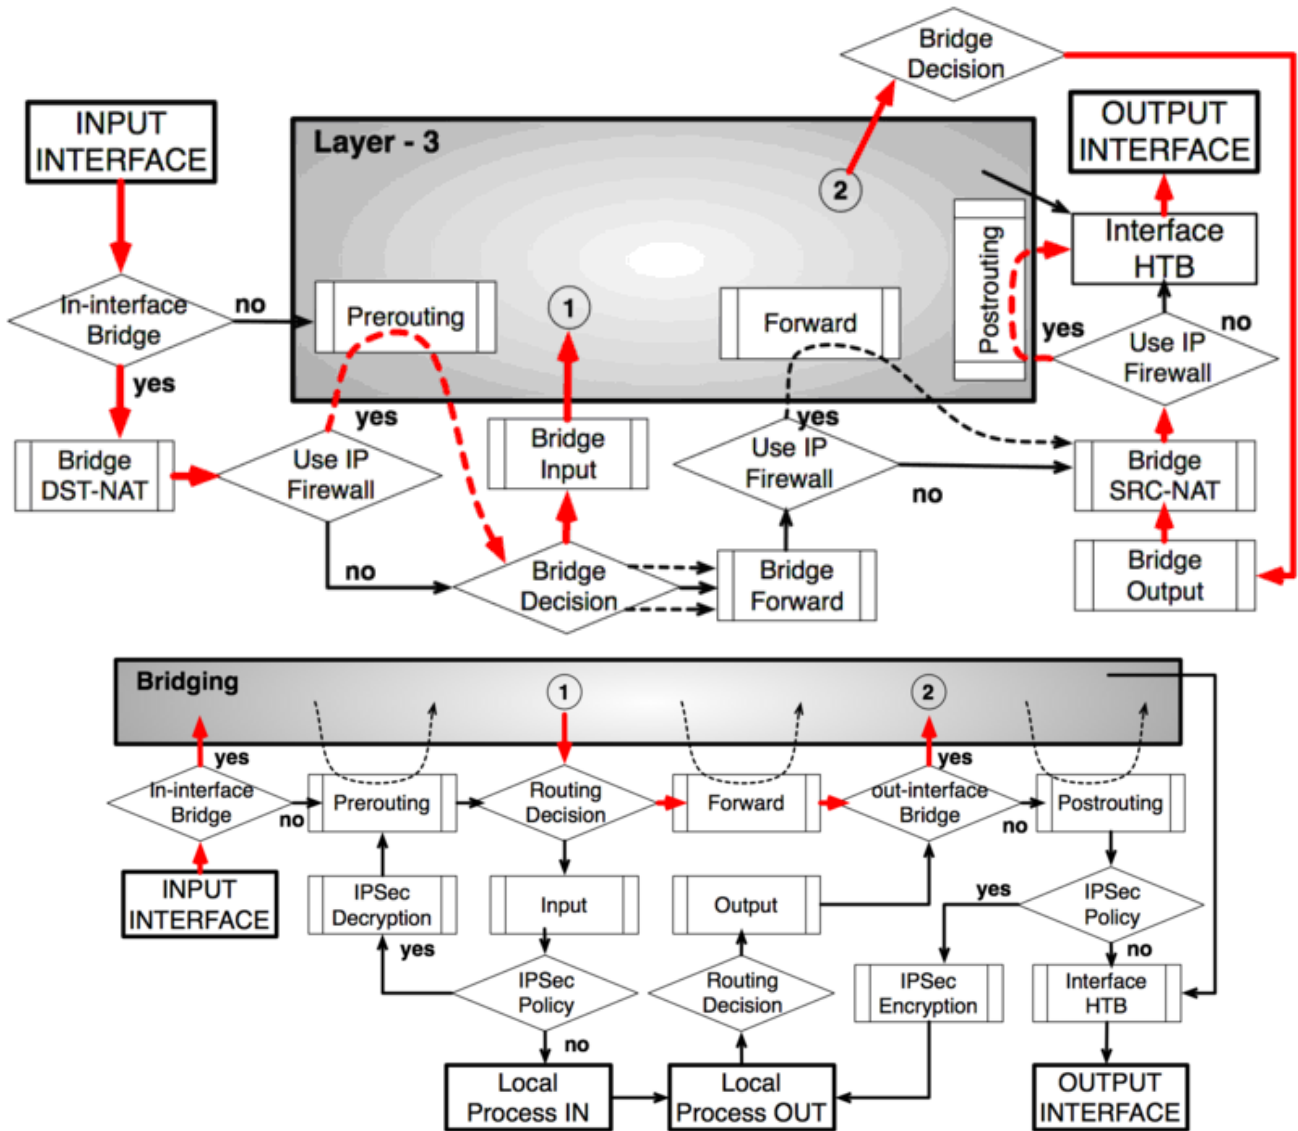 Bridge
Decision
INPUT
INTERFACE
OUTPUT
INTERFACE
Layer - 3
2
Interface
HTB
Postrouting
In-interface
Bridge
no
Prerouting
1
Forward
yes
no
Use IP
Firewall
yes
yes
yes
Bridge
DST-NAT
Use IP
Firewall
Bridge
Input
Use IP
Firewall
no
Bridge
SRC-NAT
no
Bridge
Decision
Bridge
Forward
Bridge
Output
Bridging
1
2
yes
yes
In-interface
Bridge
no
Prerouting
Routing
Decision
Forward
out-interface
Bridge
no
Postrouting
INPUT
INTERFACE
IPSec
Decryption
Input
Output
yes
IPSec
Policy
yes
no
IPSec
Policy
Routing
Decision
IPSec
Encryption
Interface
HTB
no
Local
Process IN
Local
Process OUT
OUTPUT
INTERFACE